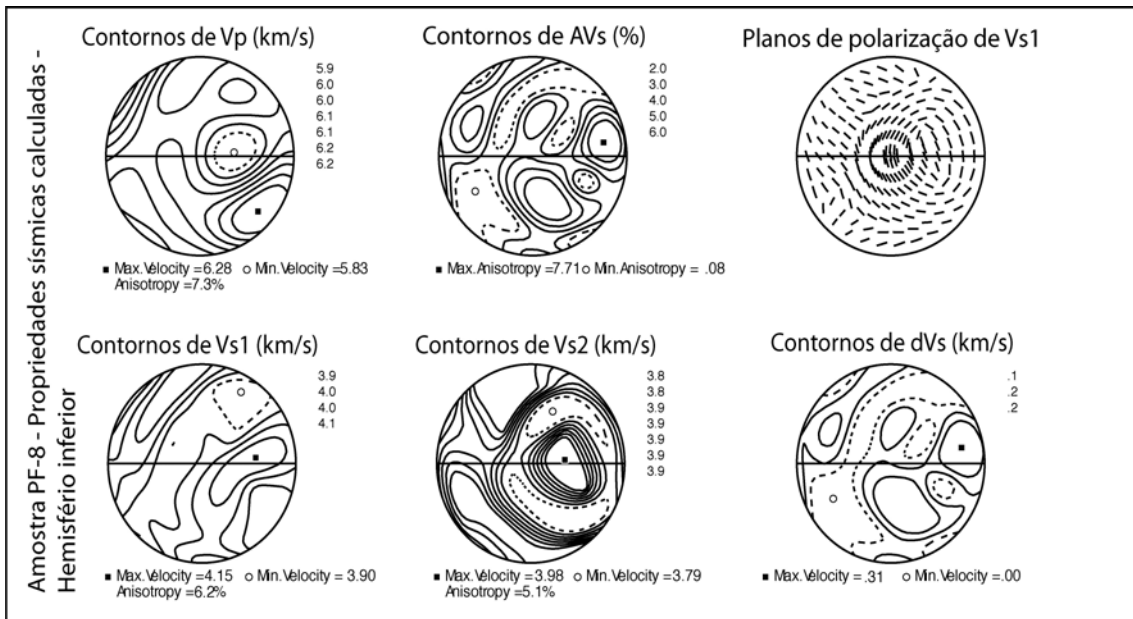 Amostra PF-8 - Propriedades sísmicas calculadas -
Hemisfério inferior
Contornos de Vp (km/s)
5.9
6.0
6.0
6.1
6.1
6.2
6.2
■ Max.Velocity =6.28 ○ Min.Velocity =5.83
Anisotropy =7.3%
Contornos de AVs (%)
2.0
3.0
4.0
5.0
6.0
■ Max.Anisotropy =7.71○ Min.Anisotropy = .08
Planos de polarização de Vs1
Contornos de Vs1 (km/s)
3.9
4.0
4.0
4.1
■ Max.Velocity =4.15 ○ Min.Velocity = 3.90
Anisotropy =6.2%
Contornos de Vs2 (km/s)
3.8
3.8
3.9
3.9
3.9
3.9
3.9
■ Max.Velocity =3.98 ○ Min.Velocity =3.79
Anisotropy =5.1%
Contornos de dVs (km/s)
.1
.2
.2
■ Max.Velocity = .31 ○ Min.Velocity =.00